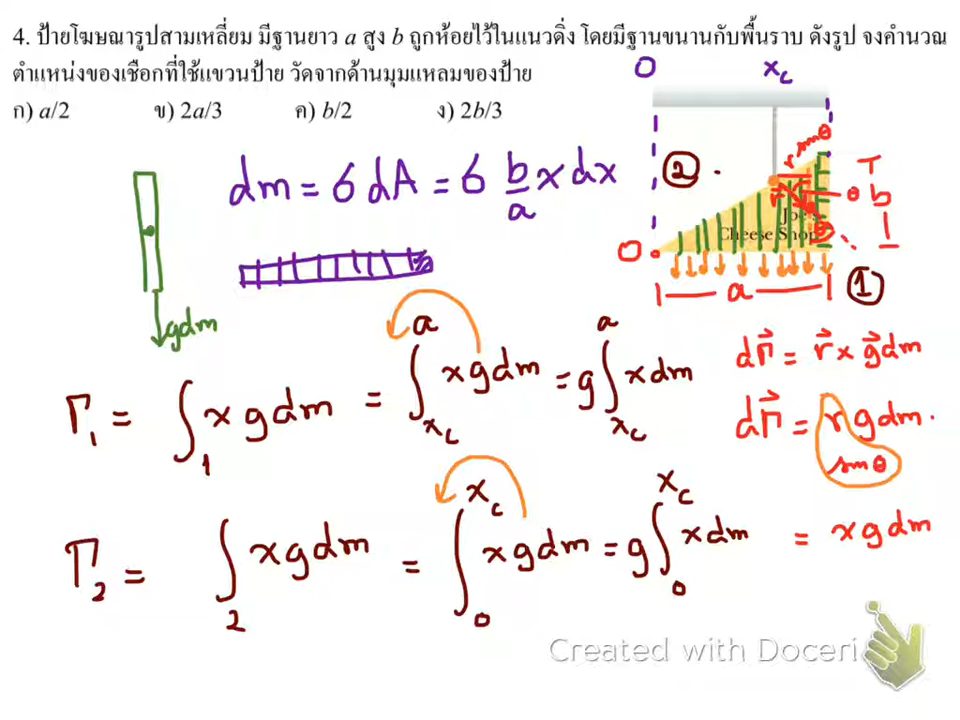 4. ป้ายโฆษณารูปสามเหลี่ยม มีฐานยาว a สูง b ถูกห้อยไว้ในแนวดิ่ง โดยมีฐานขนานกับพื้นราบ ดังรูป จงคำนวณ
ตำแหน่งของเชือกที่ใช้แขวนป้าย วัดจากด้านมุมแหลมของป้าย
ก) a/2 ข) 2a/3 ค) b/2 ง) 2b/3
O x_c
r sinθ
dm = σ dA = σ b/a x dx
② r θ T
b
Joe's
Cheese Shop
O
a ①
gdm
Γ₁ = ∫₁ x g dm = ∫_{x_c}^{a} x g dm = g ∫_{x_c}^{a} x dm
dΓ⃗ = r⃗ × g⃗ dm
dΓ⃗ = r g dm .
sin θ
Γ₂ = ∫₂ x g dm = ∫_0^{x_c} x g dm = g ∫_0^{x_c} x dm
= x g dm
Created with Doceri